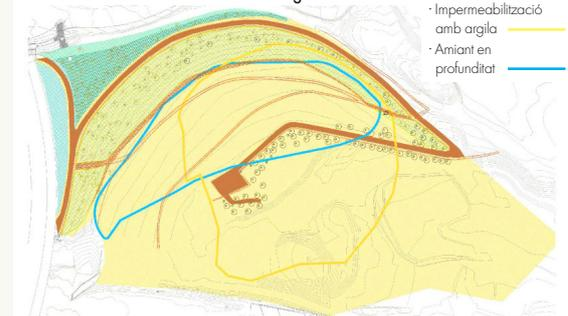 · Impermeabilització
amb argila
· Amiant en
profunditat